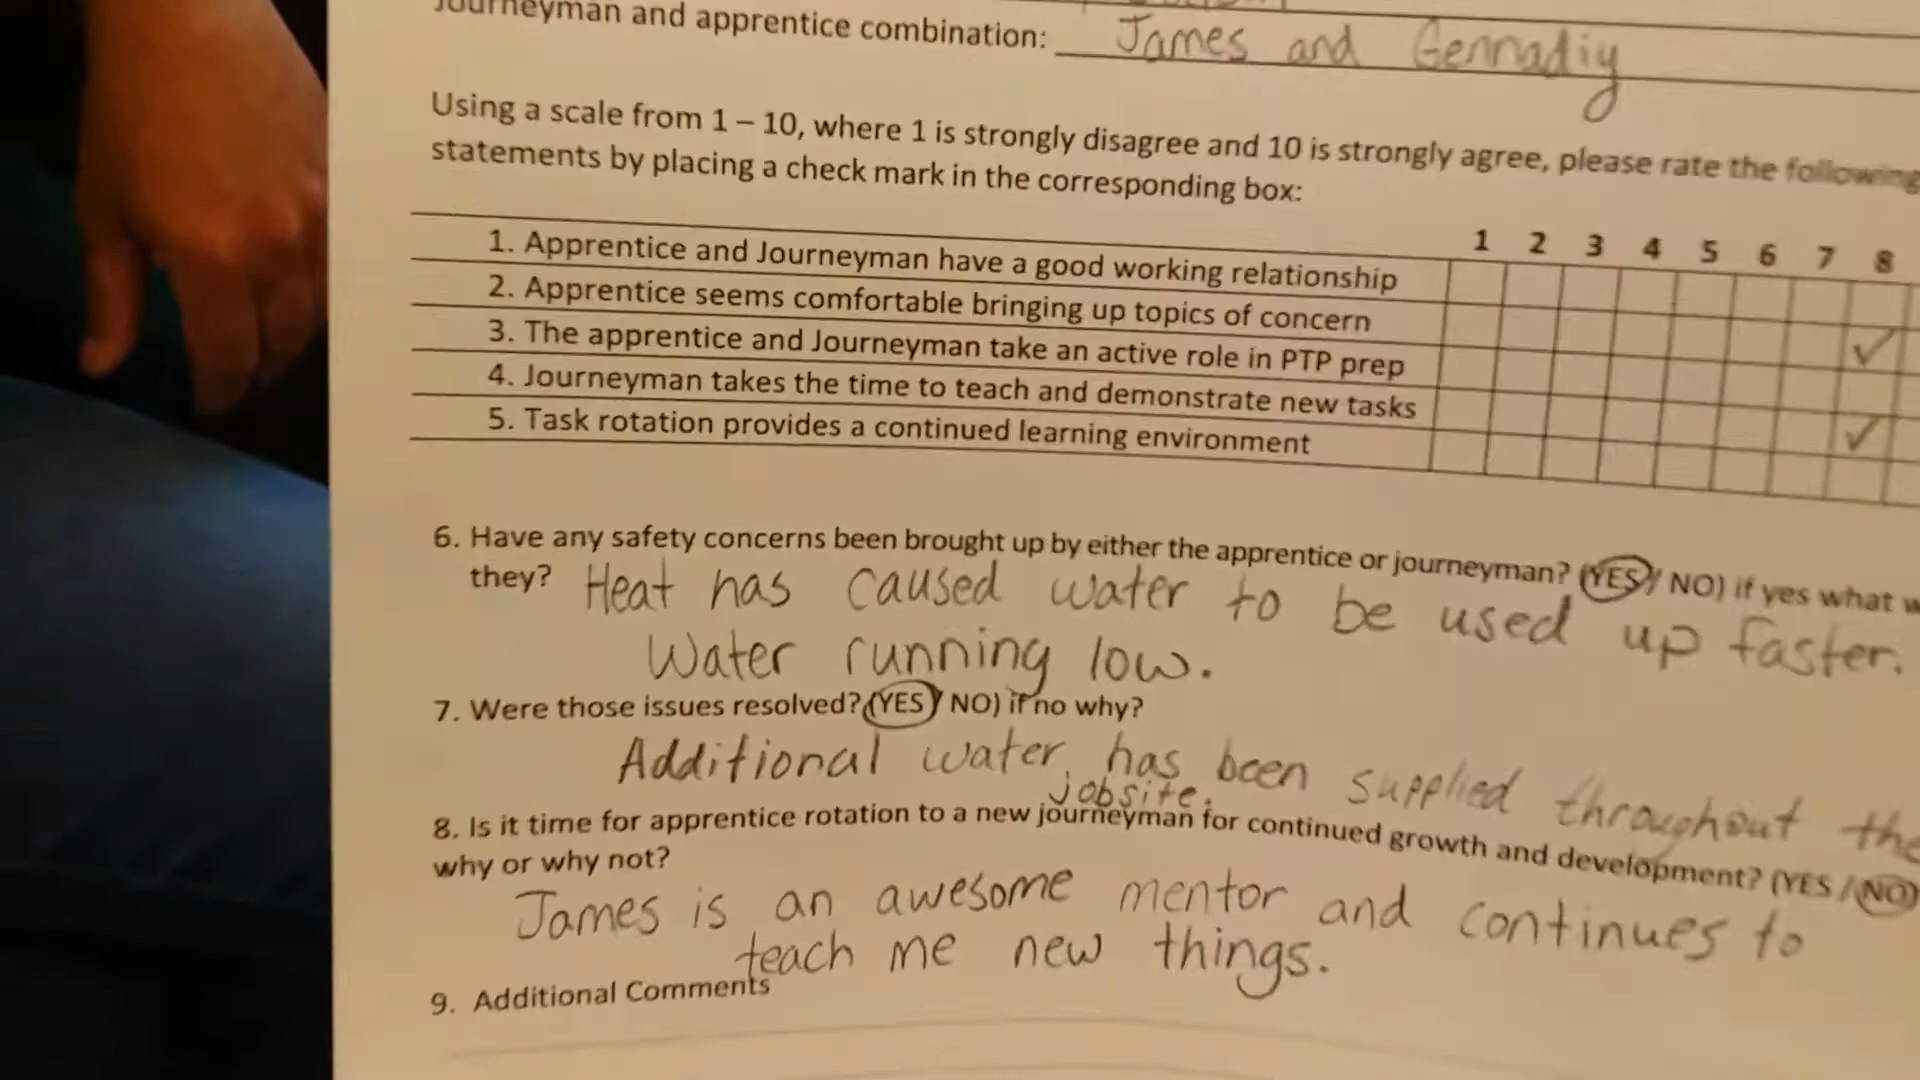 Journeyman and apprentice combination: James and Gennadiy
Using a scale from 1 – 10, where 1 is strongly disagree and 10 is strongly agree, please rate the following
statements by placing a check mark in the corresponding box:
1 2 3 4 5 6 7 8
1. Apprentice and Journeyman have a good working relationship
2. Apprentice seems comfortable bringing up topics of concern
3. The apprentice and Journeyman take an active role in PTP prep
4. Journeyman takes the time to teach and demonstrate new tasks
5. Task rotation provides a continued learning environment
6. Have any safety concerns been brought up by either the apprentice or journeyman? (YES / NO) if yes what w
they? Heat has caused water to be used up faster.
Water running low.
7. Were those issues resolved? (YES / NO) if no why?
Additional water has been supplied throughout the
jobsite.
8. Is it time for apprentice rotation to a new journeyman for continued growth and development? (YES / NO)
why or why not?
James is an awesome mentor and continues to
teach me new things.
9. Additional Comments